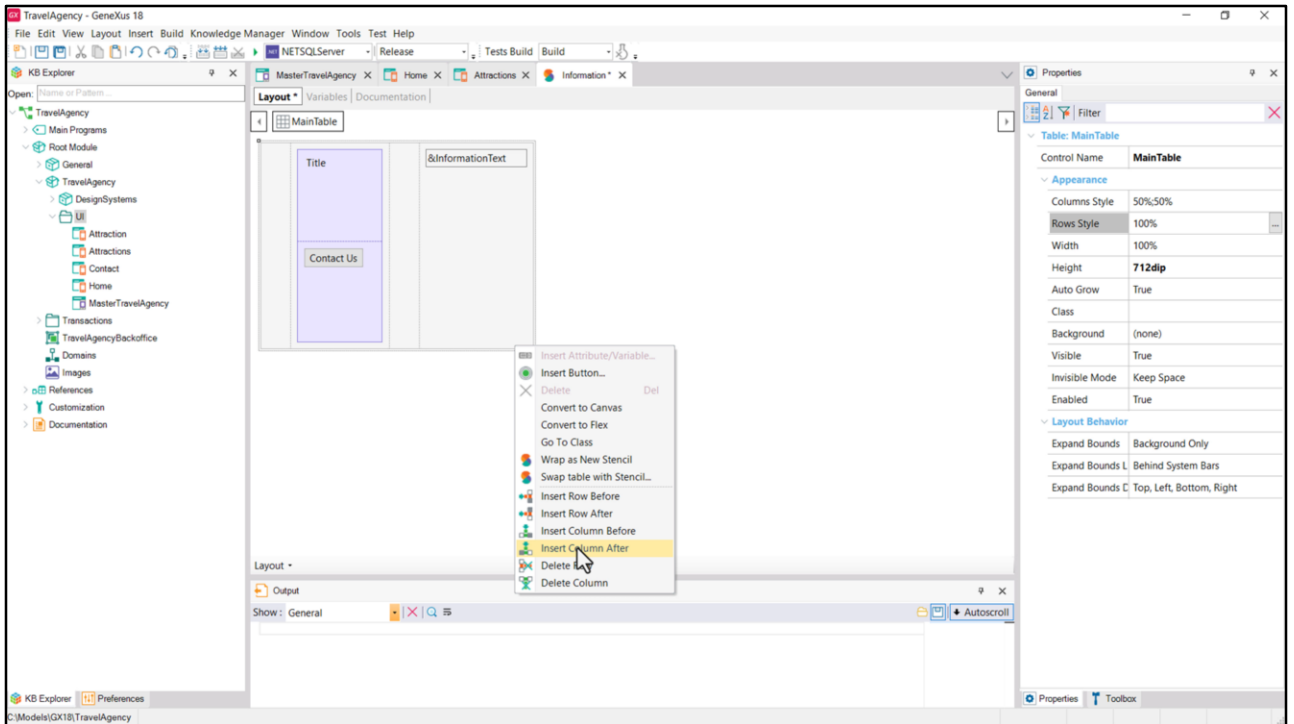 TravelAgency - GeneXus 18
File Edit View Layout Insert Build Knowledge Manager Window Tools Test Help
NETSQLServer Release Tests Build Build
KB Explorer
Open: Name or Pattern ...
TravelAgency
Main Programs
Root Module
General
TravelAgency
DesignSystems
UI
Attraction
Attractions
Contact
Home
MasterTravelAgency
Transactions
TravelAgencyBackoffice
Domains
Images
References
Customization
Documentation
KB Explorer Preferences
MasterTravelAgency Home Attractions Information *
Layout * Variables Documentation
MainTable
Title &InformationText
Contact Us
Insert Attribute/Variable...
Insert Button...
Delete Del
Convert to Canvas
Convert to Flex
Go To Class
Wrap as New Stencil
Swap table with Stencil...
Insert Row Before
Insert Row After
Insert Column Before
Insert Column After
Delete
Delete Column
Layout
Output
Show: General Autoscroll
Properties
General
Filter
Table: MainTable
Control Name MainTable
Appearance
Columns Style 50%;50%
Rows Style 100%
Width 100%
Height 712dip
Auto Grow True
Class
Background (none)
Visible True
Invisible Mode Keep Space
Enabled True
Layout Behavior
Expand Bounds Background Only
Expand Bounds L Behind System Bars
Expand Bounds D Top, Left, Bottom, Right
Properties Toolbox
C:\Models\GX18\TravelAgency